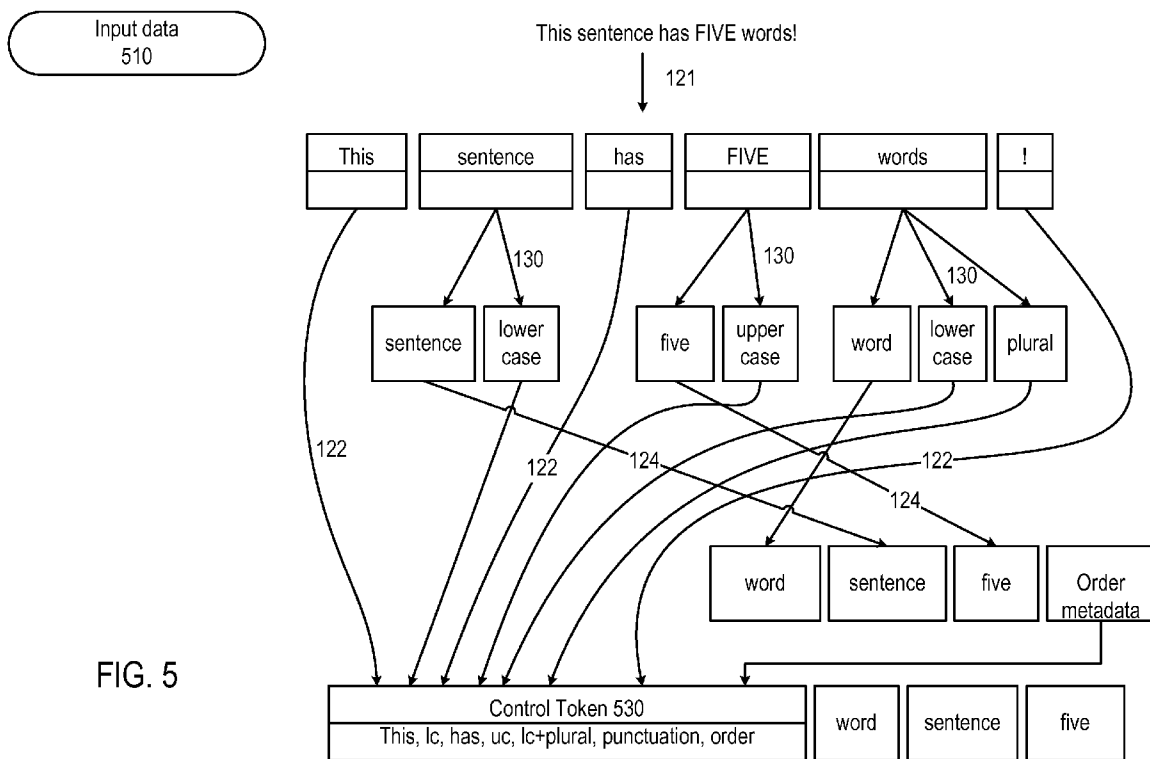 Input data
510
This sentence has FIVE words!
121
This
sentence
has
FIVE
words
!
130
130
130
sentence
lower
case
five
upper
case
word
lower
case
plural
122
122
124
122
124
word
sentence
five
Order
metadata
FIG. 5
Control Token 530
This, lc, has, uc, lc+plural, punctuation, order
word
sentence
five